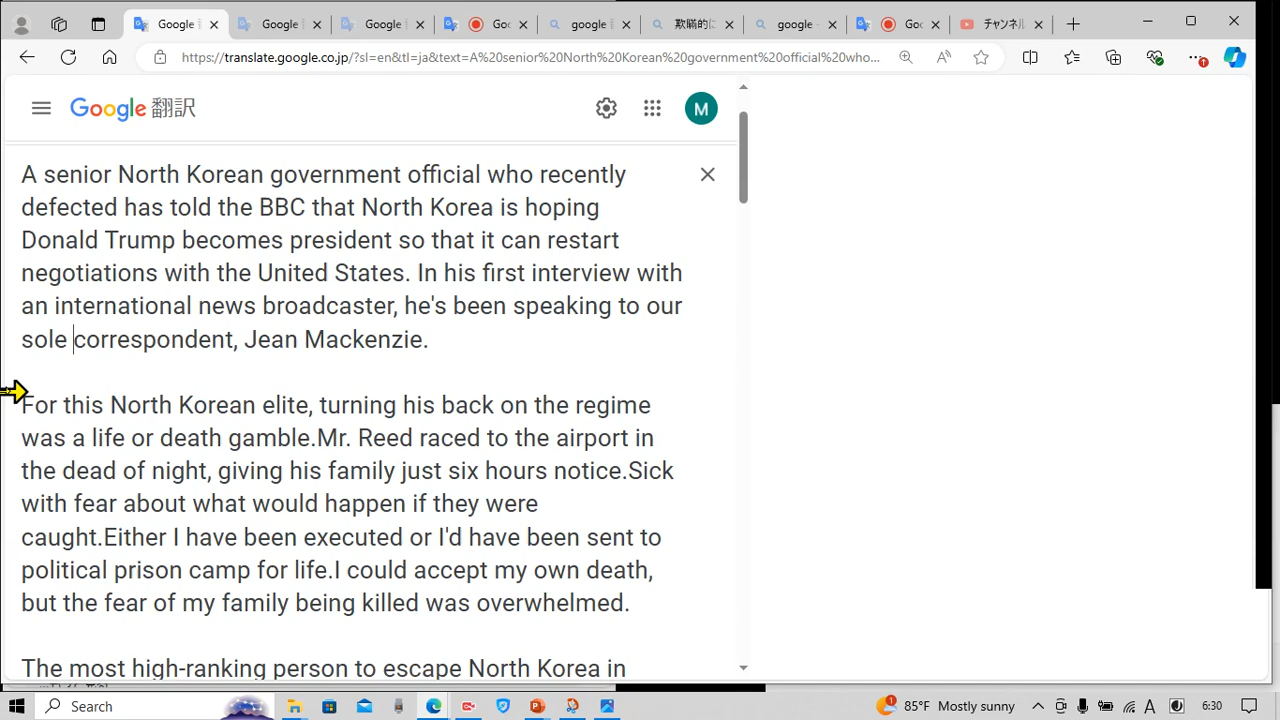 Google 翻
Google 翻
Google
Goo
google 翻
欺瞞的に
google -
Goo
チャンネル
https://translate.google.co.jp/?sl=en&tl=ja&text=A%20senior%20North%20Korean%20government%20official%20who...
Google 翻訳
M
A senior North Korean government official who recently
defected has told the BBC that North Korea is hoping
Donald Trump becomes president so that it can restart
negotiations with the United States. In his first interview with
an international news broadcaster, he's been speaking to our
sole correspondent, Jean Mackenzie.
For this North Korean elite, turning his back on the regime
was a life or death gamble.Mr. Reed raced to the airport in
the dead of night, giving his family just six hours notice.Sick
with fear about what would happen if they were
caught.Either I have been executed or I'd have been sent to
political prison camp for life.I could accept my own death,
but the fear of my family being killed was overwhelmed.
The most high-ranking person to escape North Korea in
Search
1
85°F Mostly sunny
A
6:30